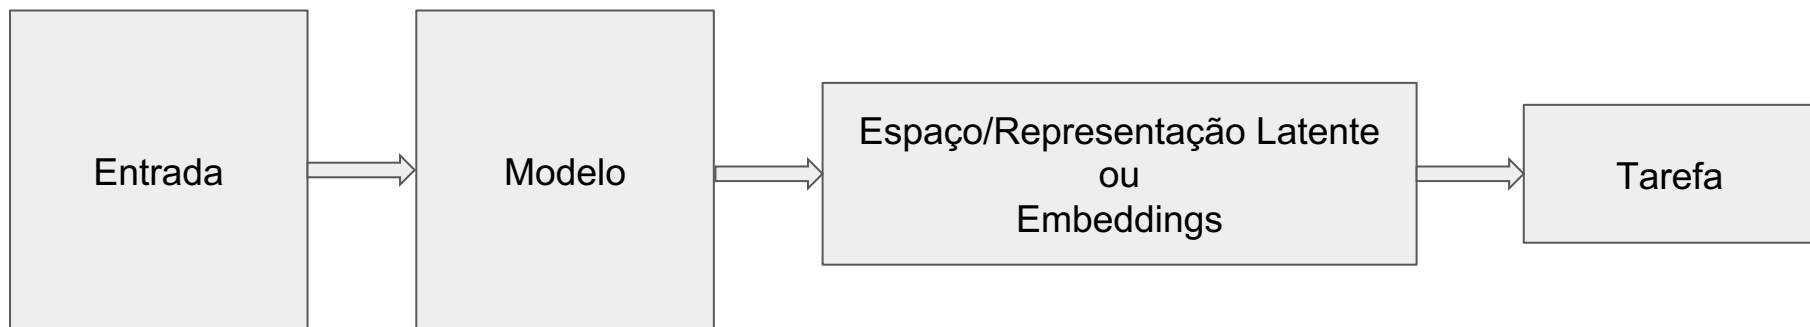 Entrada
Modelo
Espaço/Representação Latente
ou
Embeddings
Tarefa